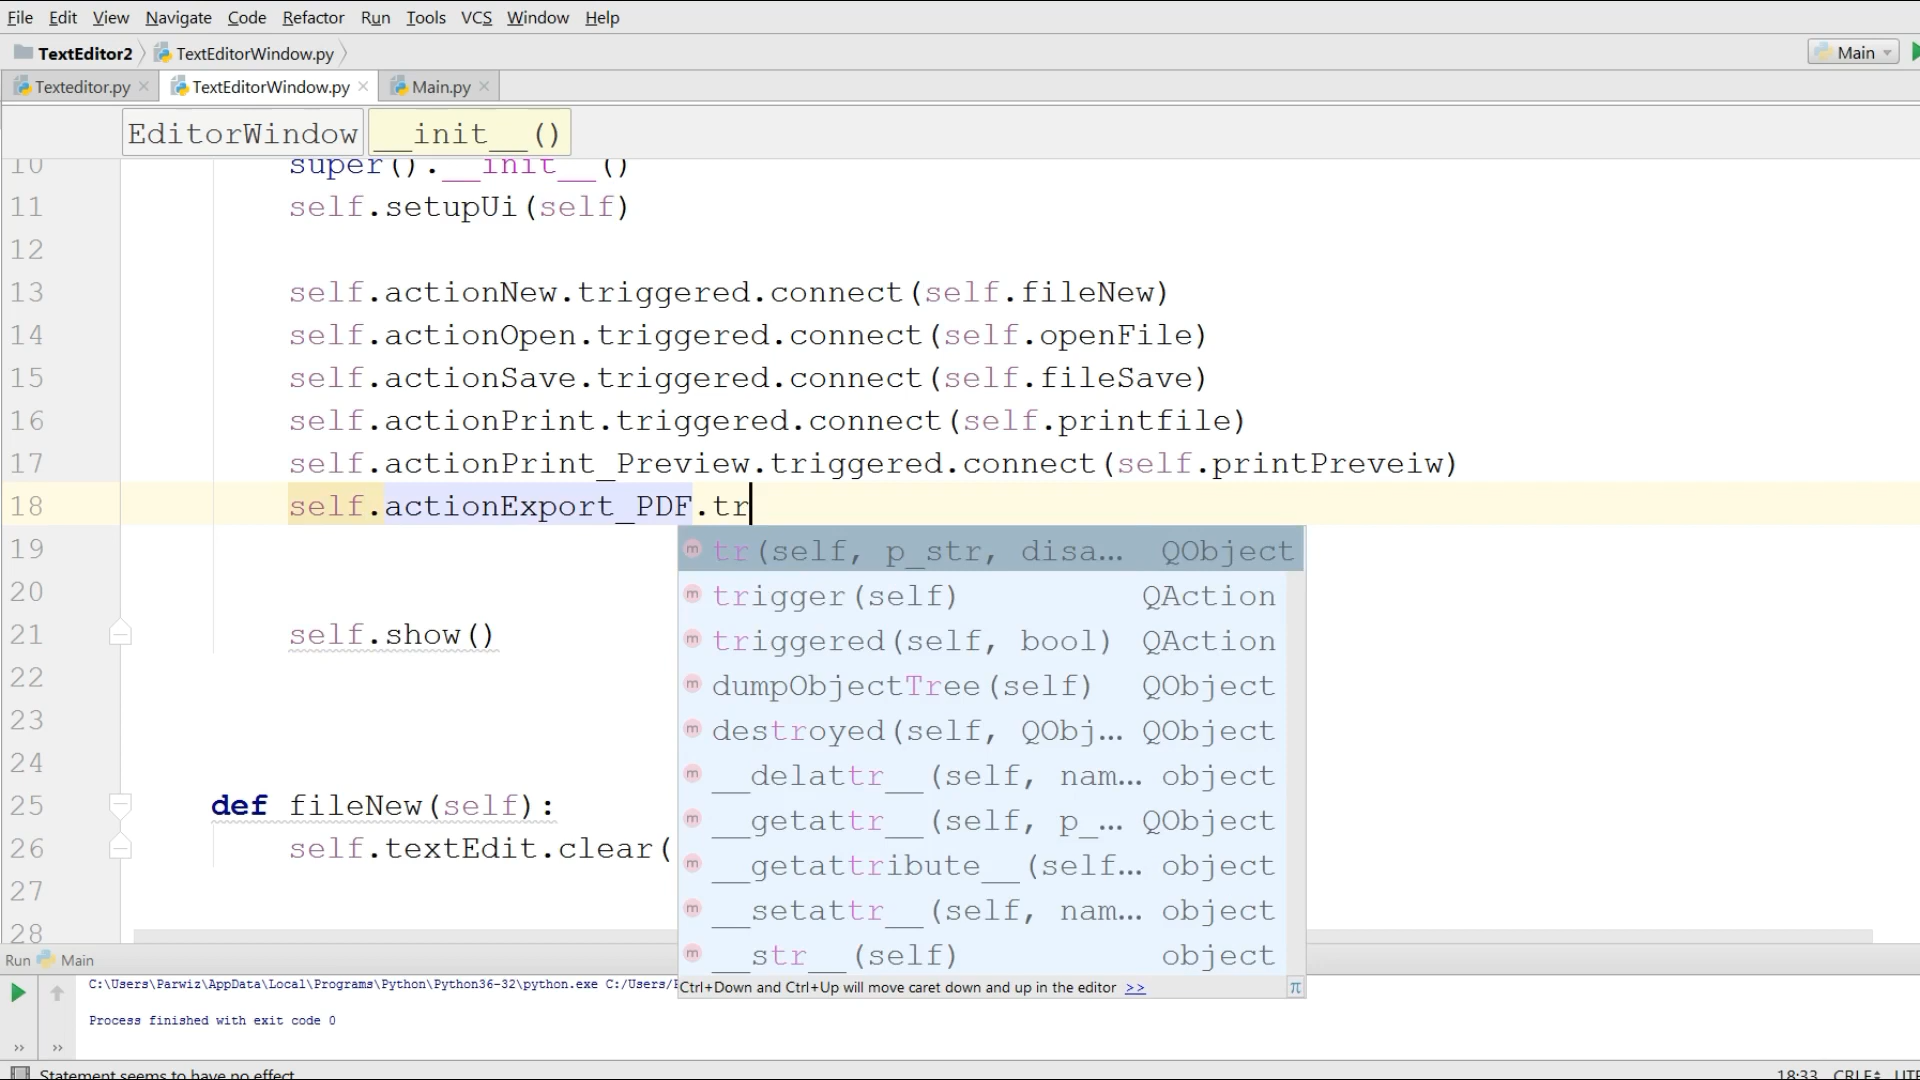 File Edit View Navigate Code Refactor Run Tools VCS Window Help
TextEditor2 TextEditorWindow.py Main
Texteditor.py TextEditorWindow.py Main.py
EditorWindow __init__()
10 super().__init__()
11 self.setupUi(self)
12
13 self.actionNew.triggered.connect(self.fileNew)
14 self.actionOpen.triggered.connect(self.openFile)
15 self.actionSave.triggered.connect(self.fileSave)
16 self.actionPrint.triggered.connect(self.printfile)
17 self.actionPrint_Preview.triggered.connect(self.printPreveiw)
18 self.actionExport_PDF.tr
19
tr(self, p_str, disa… QObject
20
trigger(self) QAction
21 self.show()
triggered(self, bool) QAction
22
dumpObjectTree(self) QObject
23
destroyed(self, QObj… QObject
24
__delattr__(self, nam… object
25 def fileNew(self):
__getattr__(self, p_… QObject
26 self.textEdit.clear(
__getattribute__(self… object
27
__setattr__(self, nam… object
28
__str__(self) object
Ctrl+Down and Ctrl+Up will move caret down and up in the editor >> π
Run Main
C:\Users\Parwiz\AppData\Local\Programs\Python\Python36-32\python.exe C:/Users/
Process finished with exit code 0
Statement seems to have no effect 18:33 CRLF UTF